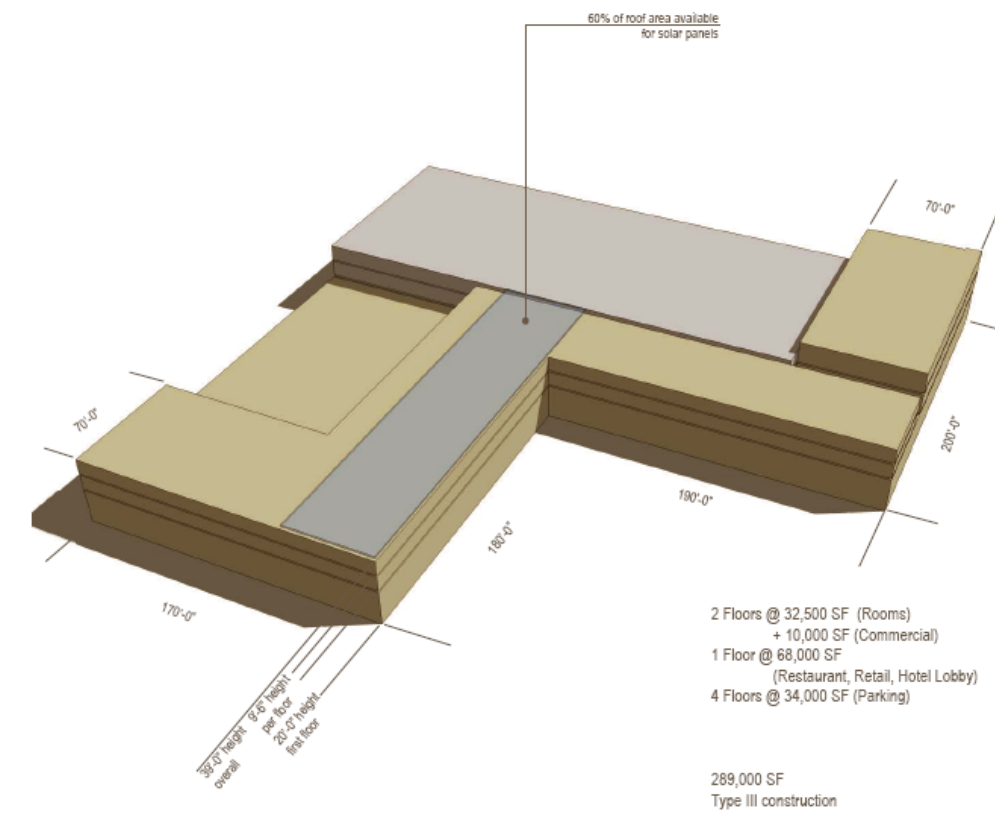 60% of roof area available
for solar panels
70'-0"
70'-0"
200'-0"
190'-0"
180'-0"
170'-0"
39'-0" height
overall
9'-6" height
per floor
20'-0" height
first floor
2 Floors @ 32,500 SF (Rooms)
+ 10,000 SF (Commercial)
1 Floor @ 68,000 SF
(Restaurant, Retail, Hotel Lobby)
4 Floors @ 34,000 SF (Parking)
289,000 SF
Type III construction